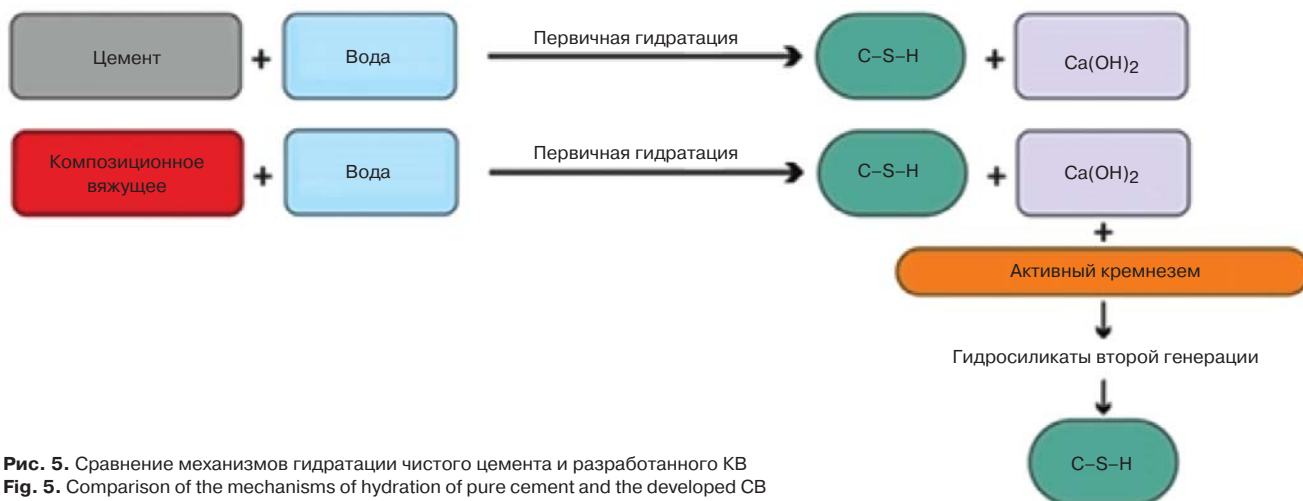 Цемент + Вода Первичная гидратация C–S–H + Ca(OH)2
Композиционное
вяжущее + Вода Первичная гидратация C–S–H + Ca(OH)2
+
Активный кремнезем
Гидросиликаты второй генерации
C–S–H
Рис. 5. Сравнение механизмов гидратации чистого цемента и разработанного КВ
Fig. 5. Comparison of the mechanisms of hydration of pure cement and the developed CB